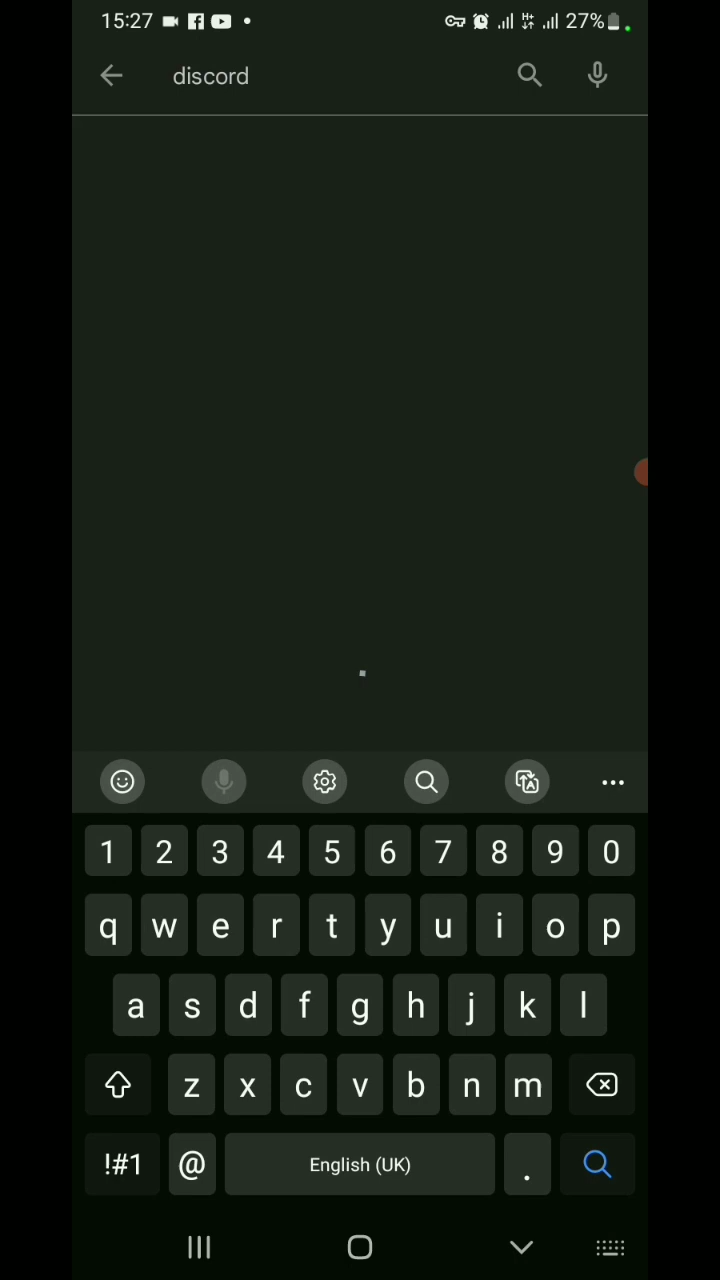 15:27 27%
discord
1 2 3 4 5 6 7 8 9 0
q w e r t y u i o p
a s d f g h j k l
z x c v b n m
!#1 @ English (UK) .